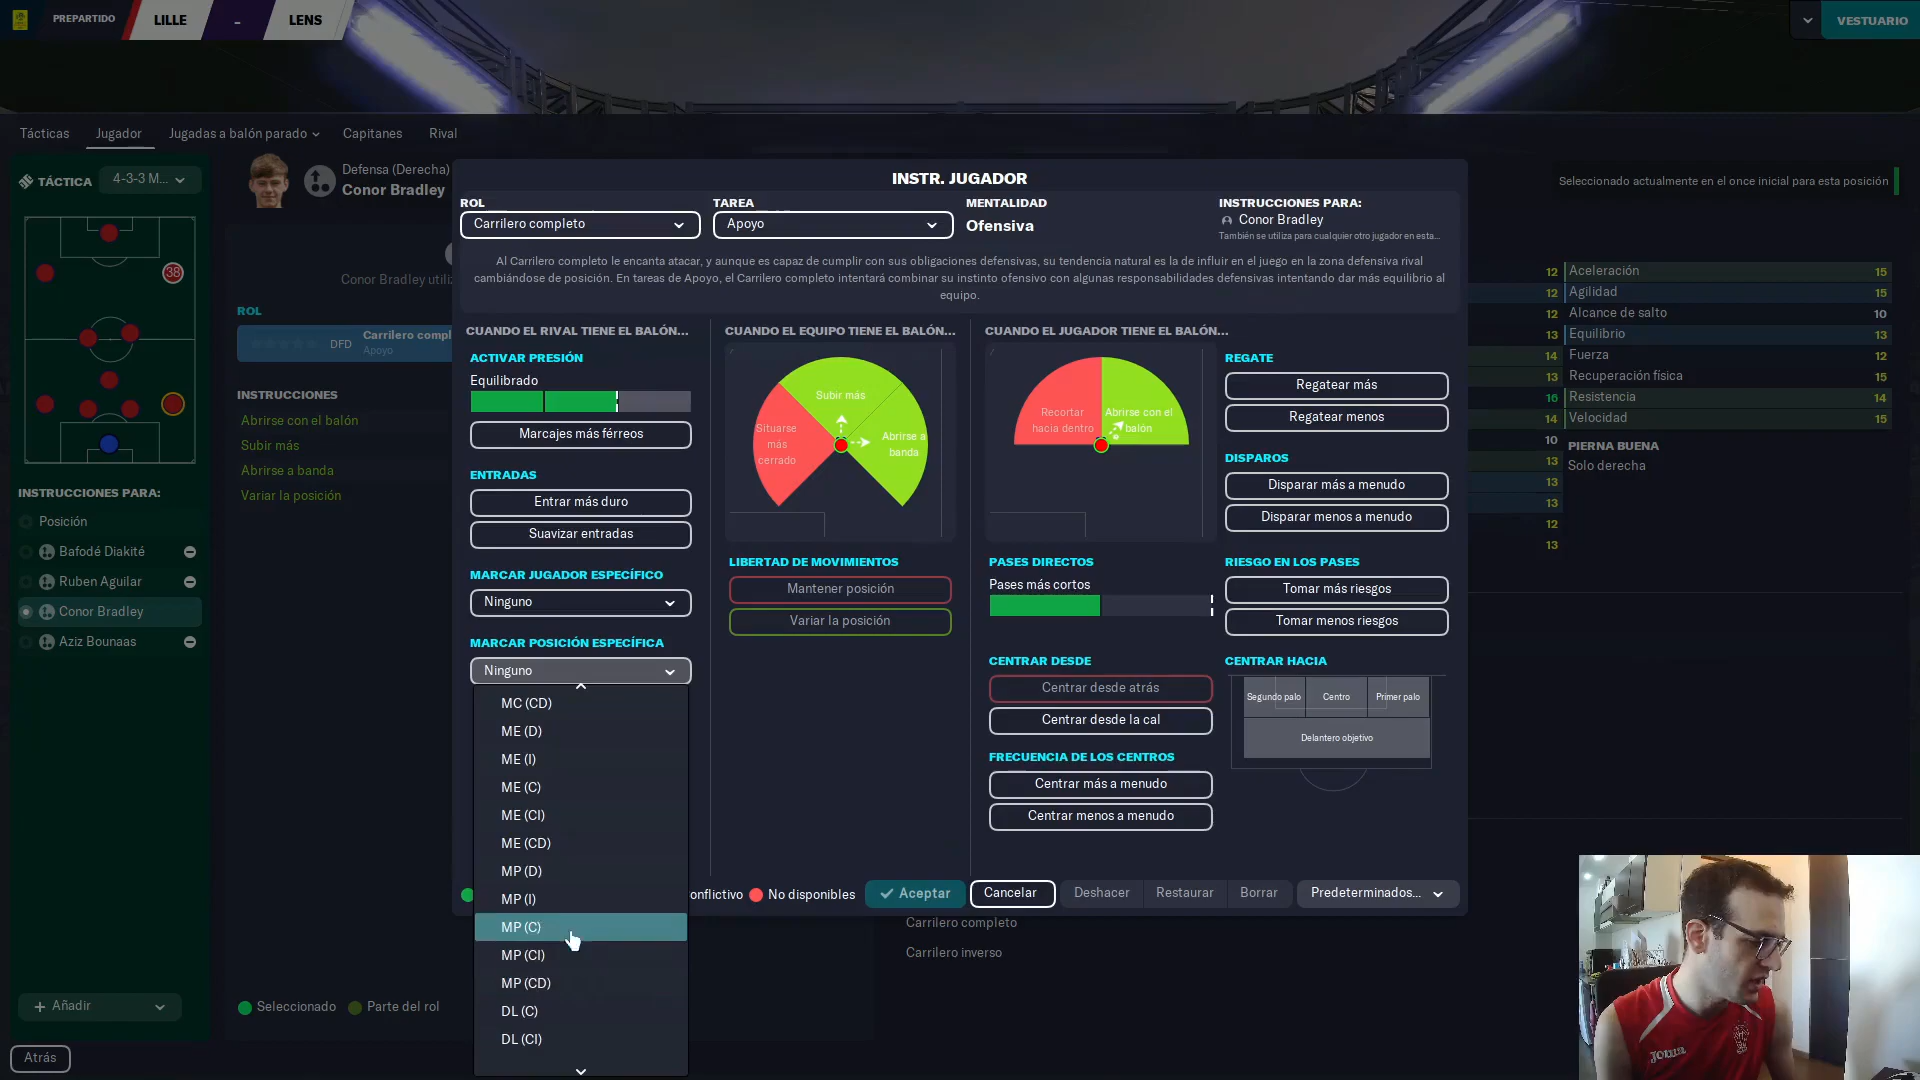 PREPARTIDO
LILLE
-
LENS
VESTUARIO
Tácticas
Jugador
Jugadas a balón parado
Capitanes
Rival
TÁCTICA
4-3-3 M...
Defensa (Derecha)
Conor Bradley
Seleccionado actualmente en el once inicial para esta posición
38
Conor Bradley utiliz
ROL
DFD
Carrilero compl
Apoyo
INSTRUCCIONES
Abrirse con el balón
Subir más
Abrirse a banda
Variar la posición
INSTRUCCIONES PARA:
Posición
Bafodé Diakité
Ruben Aguilar
Conor Bradley
Aziz Bounaas
Añadir
Atrás
Seleccionado
Parte del rol
INSTR. JUGADOR
ROL
Carrilero completo
TAREA
Apoyo
MENTALIDAD
Ofensiva
INSTRUCCIONES PARA:
Conor Bradley
También se utiliza para cualquier otro jugador en esta...
Al Carrilero completo le encanta atacar, y aunque es capaz de cumplir con sus obligaciones defensivas, su tendencia natural es la de influir en el juego en la zona defensiva rival
cambiándose de posición. En tareas de Apoyo, el Carrilero completo intentará combinar su instinto ofensivo con algunas responsabilidades defensivas intentando dar más equilibrio al
equipo.
CUANDO EL RIVAL TIENE EL BALÓN...
ACTIVAR PRESIÓN
Equilibrado
Marcajes más férreos
ENTRADAS
Entrar más duro
Suavizar entradas
MARCAR JUGADOR ESPECÍFICO
Ninguno
MARCAR POSICIÓN ESPECÍFICA
Ninguno
MC (CD)
ME (D)
ME (I)
ME (C)
ME (CI)
ME (CD)
MP (D)
MP (I)
MP (C)
MP (CI)
MP (CD)
DL (C)
DL (CI)
CUANDO EL EQUIPO TIENE EL BALÓN...
Subir más
Situarse
más
cerrado
Abrirse a
banda
LIBERTAD DE MOVIMIENTOS
Mantener posición
Variar la posición
CUANDO EL JUGADOR TIENE EL BALÓN...
Recortar
hacia dentro
Abrirse con el
balón
PASES DIRECTOS
Pases más cortos
CENTRAR DESDE
Centrar desde atrás
Centrar desde la cal
FRECUENCIA DE LOS CENTROS
Centrar más a menudo
Centrar menos a menudo
REGATE
Regatear más
Regatear menos
DISPAROS
Disparar más a menudo
Disparar menos a menudo
RIESGO EN LOS PASES
Tomar más riesgos
Tomar menos riesgos
CENTRAR HACIA
Segundo palo
Centro
Primer palo
Delantero objetivo
onflictivo
No disponibles
Aceptar
Cancelar
Deshacer
Restaurar
Borrar
Predeterminados...
Carrilero completo
Carrilero inverso
12 Aceleración 15
12 Agilidad 15
12 Alcance de salto 10
13 Equilibrio 13
14 Fuerza 12
13 Recuperación física 15
16 Resistencia 14
14 Velocidad 15
10
13
13
13
12
13
PIERNA BUENA
Solo derecha
Joma